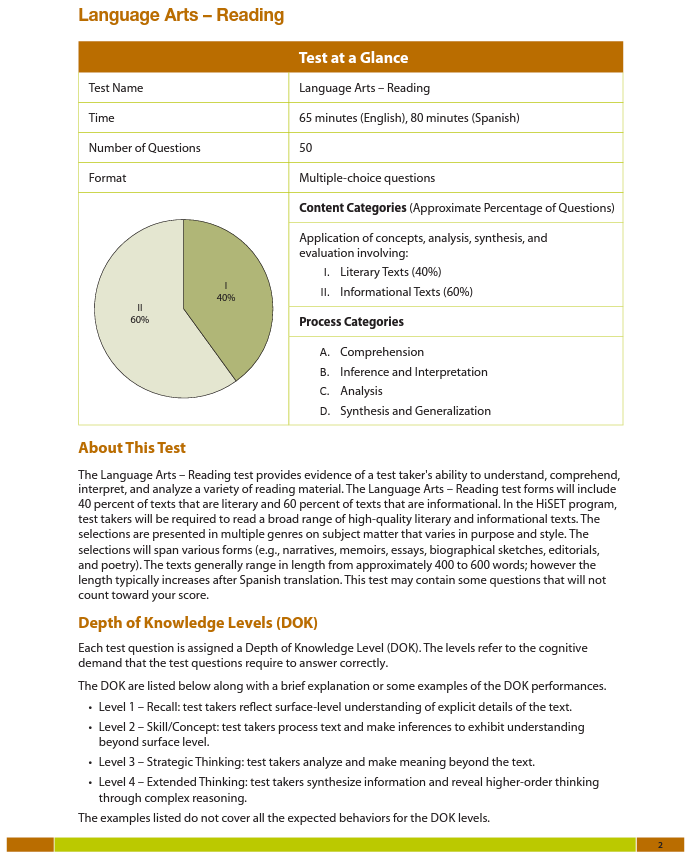 Language Arts – Reading
Test at a Glance
Test Name
Language Arts – Reading
Time
65 minutes (English), 80 minutes (Spanish)
Number of Questions
50
Format
Multiple-choice questions
I
40%
II
60%
Content Categories (Approximate Percentage of Questions)
Application of concepts, analysis, synthesis, and
evaluation involving:
I. Literary Texts (40%)
II. Informational Texts (60%)
Process Categories
A. Comprehension
B. Inference and Interpretation
C. Analysis
D. Synthesis and Generalization
About This Test
The Language Arts – Reading test provides evidence of a test taker's ability to understand, comprehend,
interpret, and analyze a variety of reading material. The Language Arts – Reading test forms will include
40 percent of texts that are literary and 60 percent of texts that are informational. In the HiSET program,
test takers will be required to read a broad range of high-quality literary and informational texts. The
selections are presented in multiple genres on subject matter that varies in purpose and style. The
selections will span various forms (e.g., narratives, memoirs, essays, biographical sketches, editorials,
and poetry). The texts generally range in length from approximately 400 to 600 words; however the
length typically increases after Spanish translation. This test may contain some questions that will not
count toward your score.
Depth of Knowledge Levels (DOK)
Each test question is assigned a Depth of Knowledge Level (DOK). The levels refer to the cognitive
demand that the test questions require to answer correctly.
The DOK are listed below along with a brief explanation or some examples of the DOK performances.
• Level 1 – Recall: test takers reflect surface-level understanding of explicit details of the text.
• Level 2 – Skill/Concept: test takers process text and make inferences to exhibit understanding
beyond surface level.
• Level 3 – Strategic Thinking: test takers analyze and make meaning beyond the text.
• Level 4 – Extended Thinking: test takers synthesize information and reveal higher-order thinking
through complex reasoning.
The examples listed do not cover all the expected behaviors for the DOK levels.
2